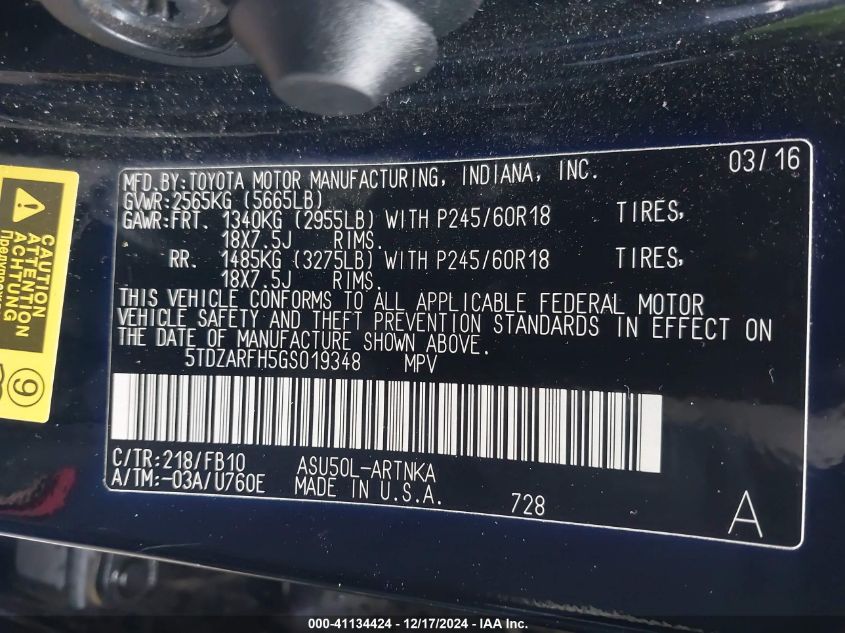 03/16
MFD.BY:TOYOTA MOTOR MANUFACTURING, INDIANA, INC.
GVWR:2565KG (5665LB)
GAWR:FRT. 1340KG (2955LB) WITH P245/60R18 TIRES,
18X7.5J RIMS.
RR. 1485KG (3275LB) WITH P245/60R18 TIRES,
18X7.5J RIMS.
THIS VEHICLE CONFORMS TO ALL APPLICABLE FEDERAL MOTOR
VEHICLE SAFETY AND THEFT PREVENTION STANDARDS IN EFFECT ON
THE DATE OF MANUFACTURE SHOWN ABOVE.
5TDZARFH5GS019348 MPV
C/TR:218/FB10 ASU50L-ARTNKA
A/TM:-03A/U760E MADE IN U.S.A.
728
A
CAUTION
ATTENTION
ACHTUNG
9
000-41134424 - 12/17/2024 - IAA Inc.